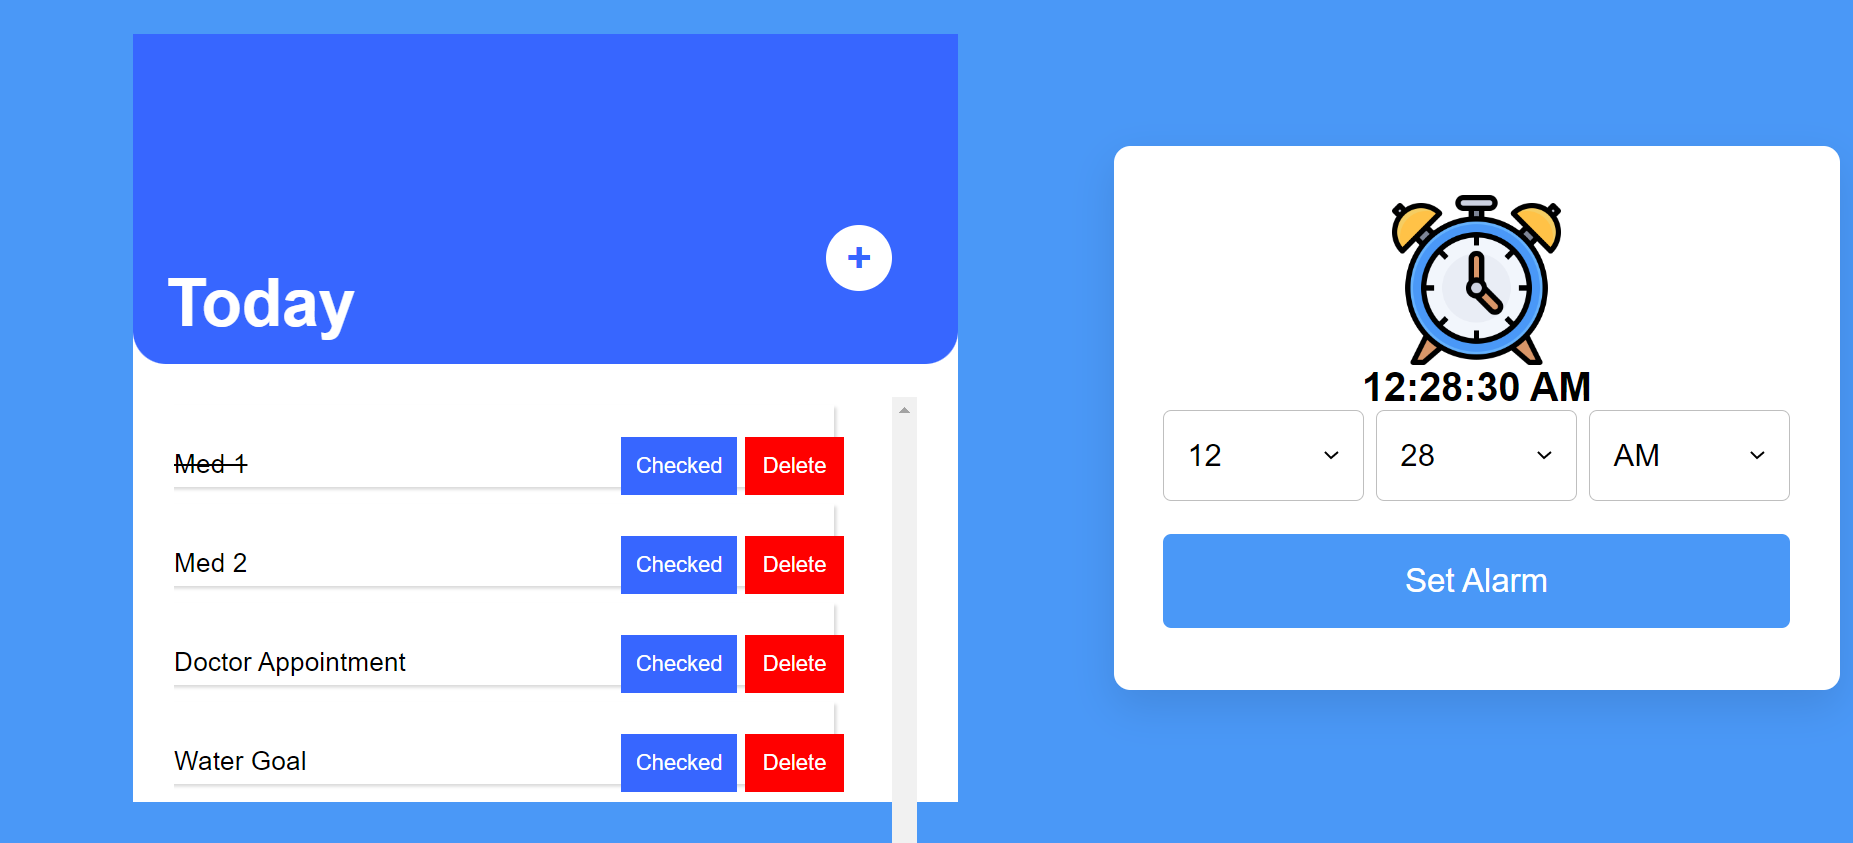 Today
+
Med 1 Checked Delete
Med 2 Checked Delete
Doctor Appointment Checked Delete
Water Goal Checked Delete
12:28:30 AM
12 28 AM
Set Alarm